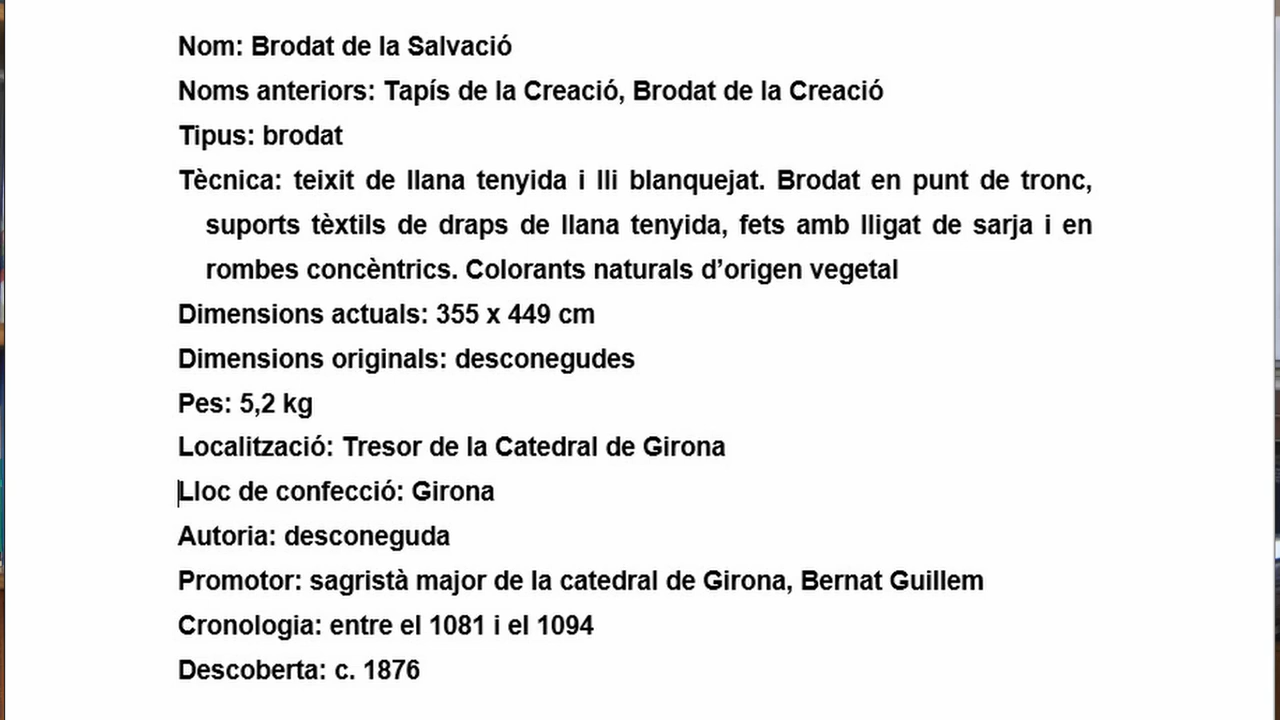 Nom: Brodat de la Salvació
Noms anteriors: Tapís de la Creació, Brodat de la Creació
Tipus: brodat
Tècnica: teixit de llana tenyida i lli blanquejat. Brodat en punt de tronc,
suports tèxtils de draps de llana tenyida, fets amb lligat de sarja i en
rombes concèntrics. Colorants naturals d’origen vegetal
Dimensions actuals: 355 x 449 cm
Dimensions originals: desconegudes
Pes: 5,2 kg
Localització: Tresor de la Catedral de Girona
Lloc de confecció: Girona
Autoria: desconeguda
Promotor: sagristà major de la catedral de Girona, Bernat Guillem
Cronologia: entre el 1081 i el 1094
Descoberta: c. 1876